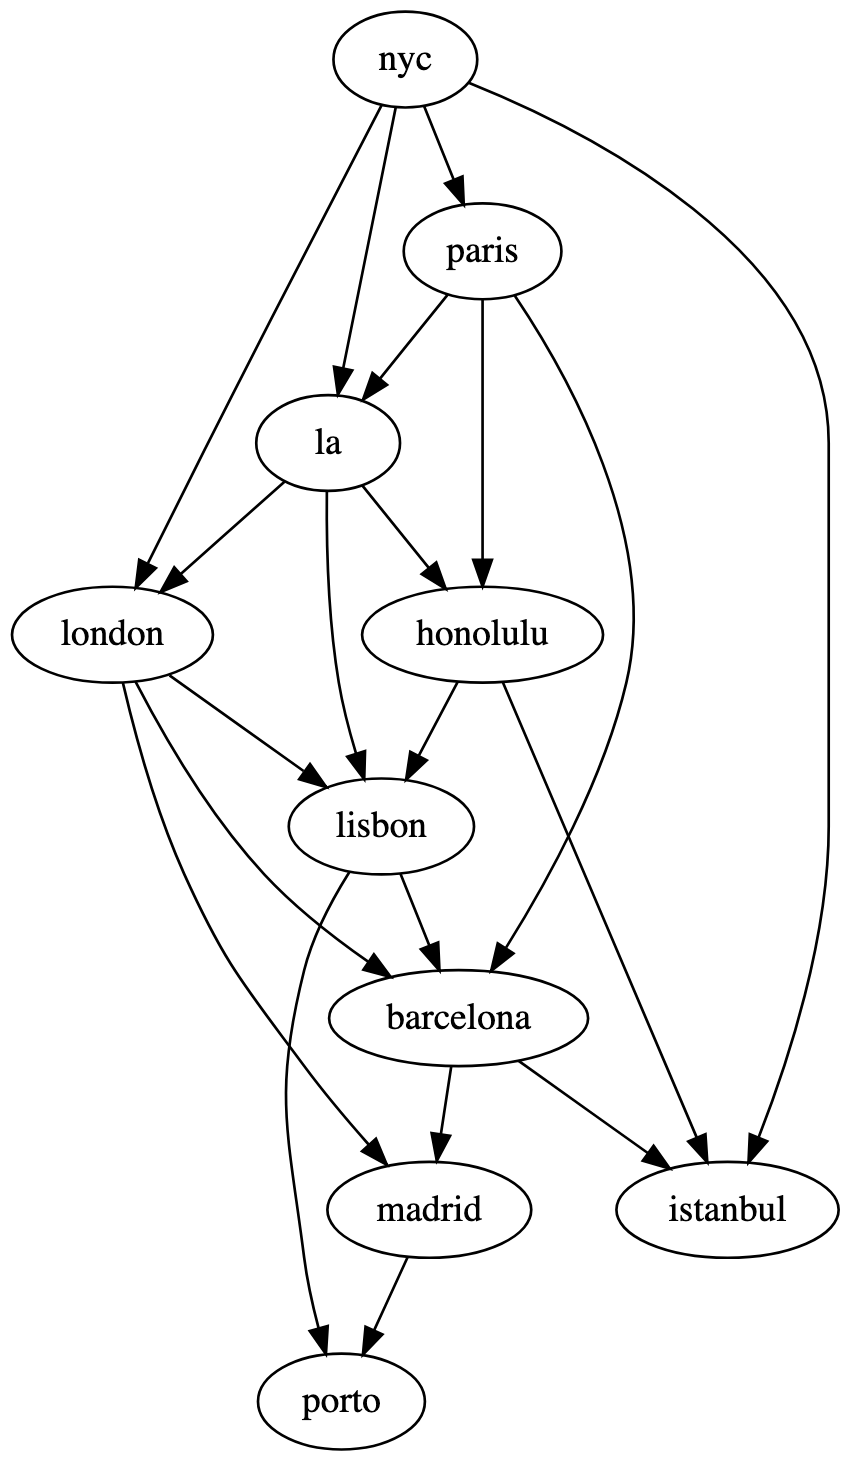 nyc
paris
la
london
honolulu
lisbon
barcelona
madrid
istanbul
porto